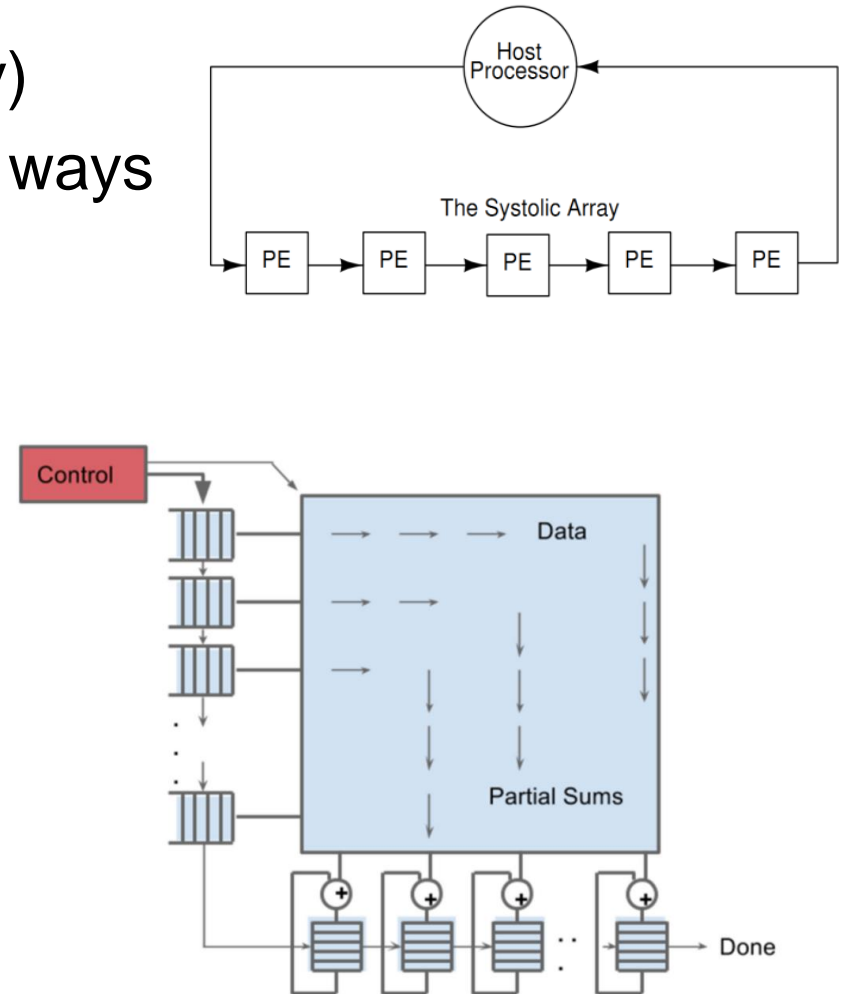 y)
ways
Host
Processor
The Systolic Array
PE PE PE PE PE
Control
Data
.
.
.
Partial Sums
+ + + +
. .
.
Done